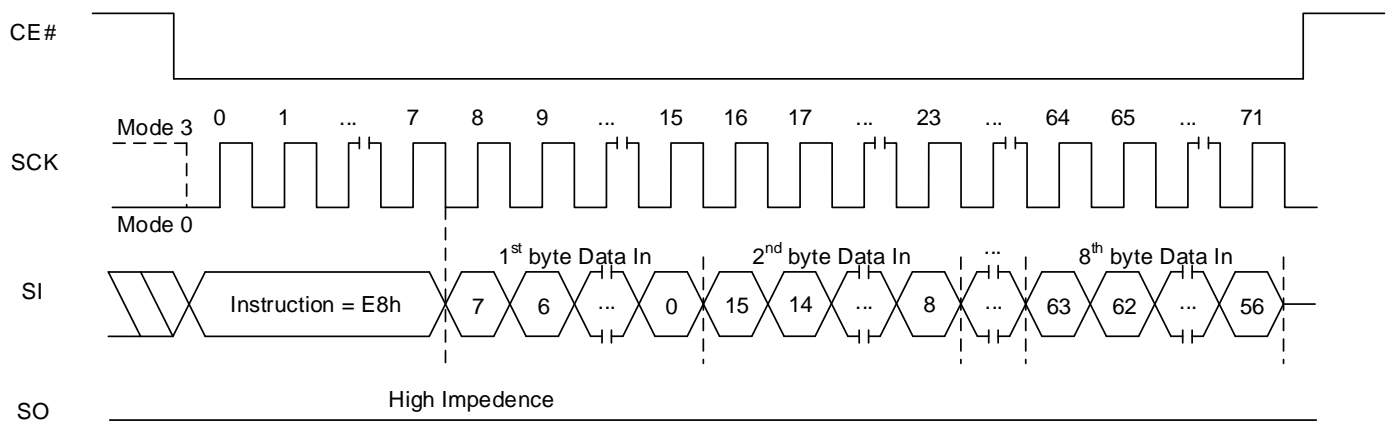 CE#
0 1 ... 7 8 9 ... 15 16 17 ... 23 ... 64 65 ... 71
Mode 3
SCK
Mode 0
1st byte Data In 2nd byte Data In ... 8th byte Data In
SI Instruction = E8h 7 6 ... 0 15 14 ... 8 ... 63 62 ... 56
High Impedence
SO